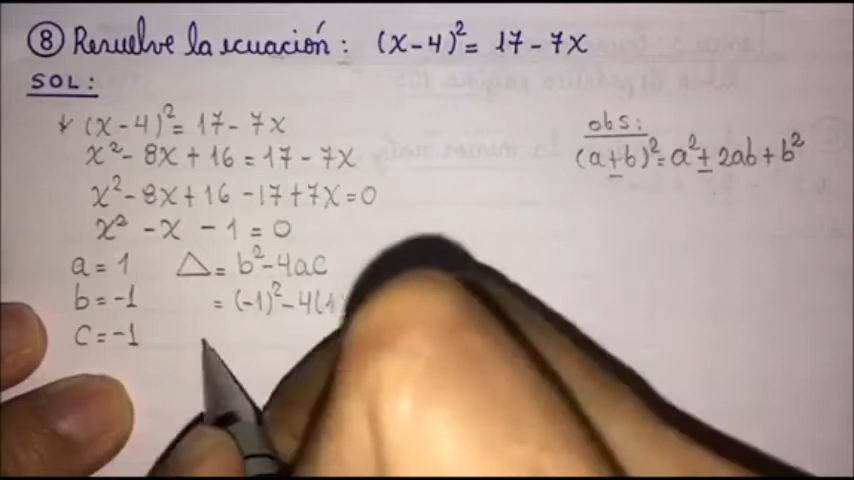 ⑧ Resuelve la ecuación: (x-4)² = 17 - 7x
SOL:
(x-4)² = 17 - 7x
x² - 8x + 16 = 17 - 7x
x² - 8x + 16 - 17 + 7x = 0
x² - x - 1 = 0
a = 1 △ = b² - 4ac
b = -1 = (-1)² - 4(1)
c = -1
obs:
(a+b)² = a² + 2ab + b²